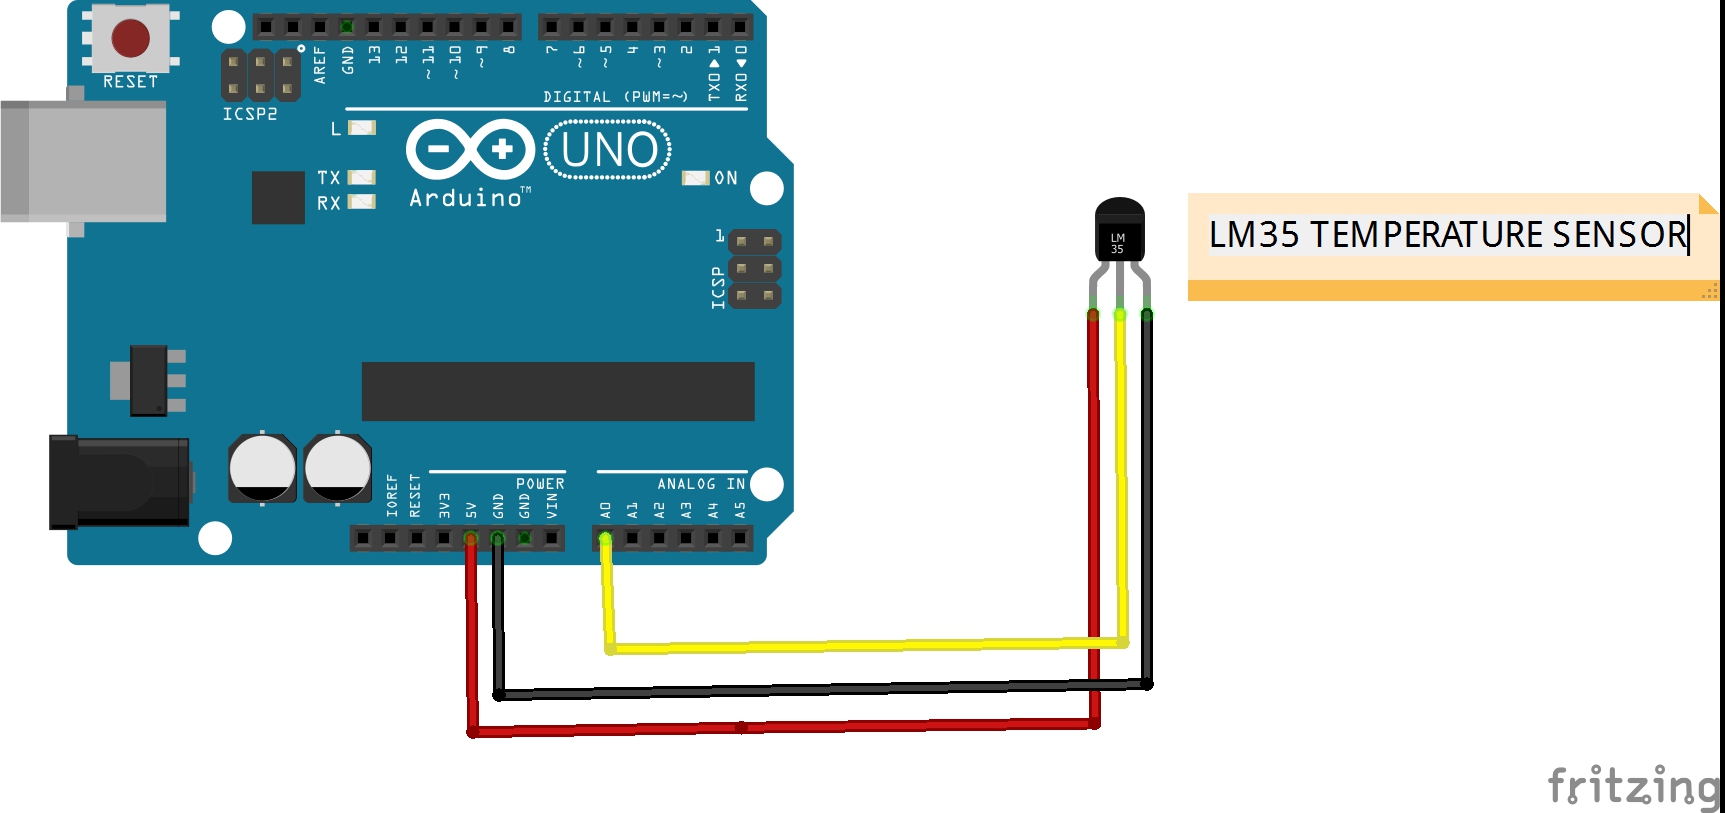 RESET
ICSP2
AREF
GND
13
12
~11
~10
~9
8
7
~6
~5
4
~3
2
TX0▶1
RX0◀0
DIGITAL (PWM=~)
L
TX
RX
Arduino™
UNO
ON
1
ICSP
LM
35
LM35 TEMPERATURE SENSOR
POWER
ANALOG IN
IOREF
RESET
3V3
5V
GND
GND
VIN
A0
A1
A2
A3
A4
A5
fritzing